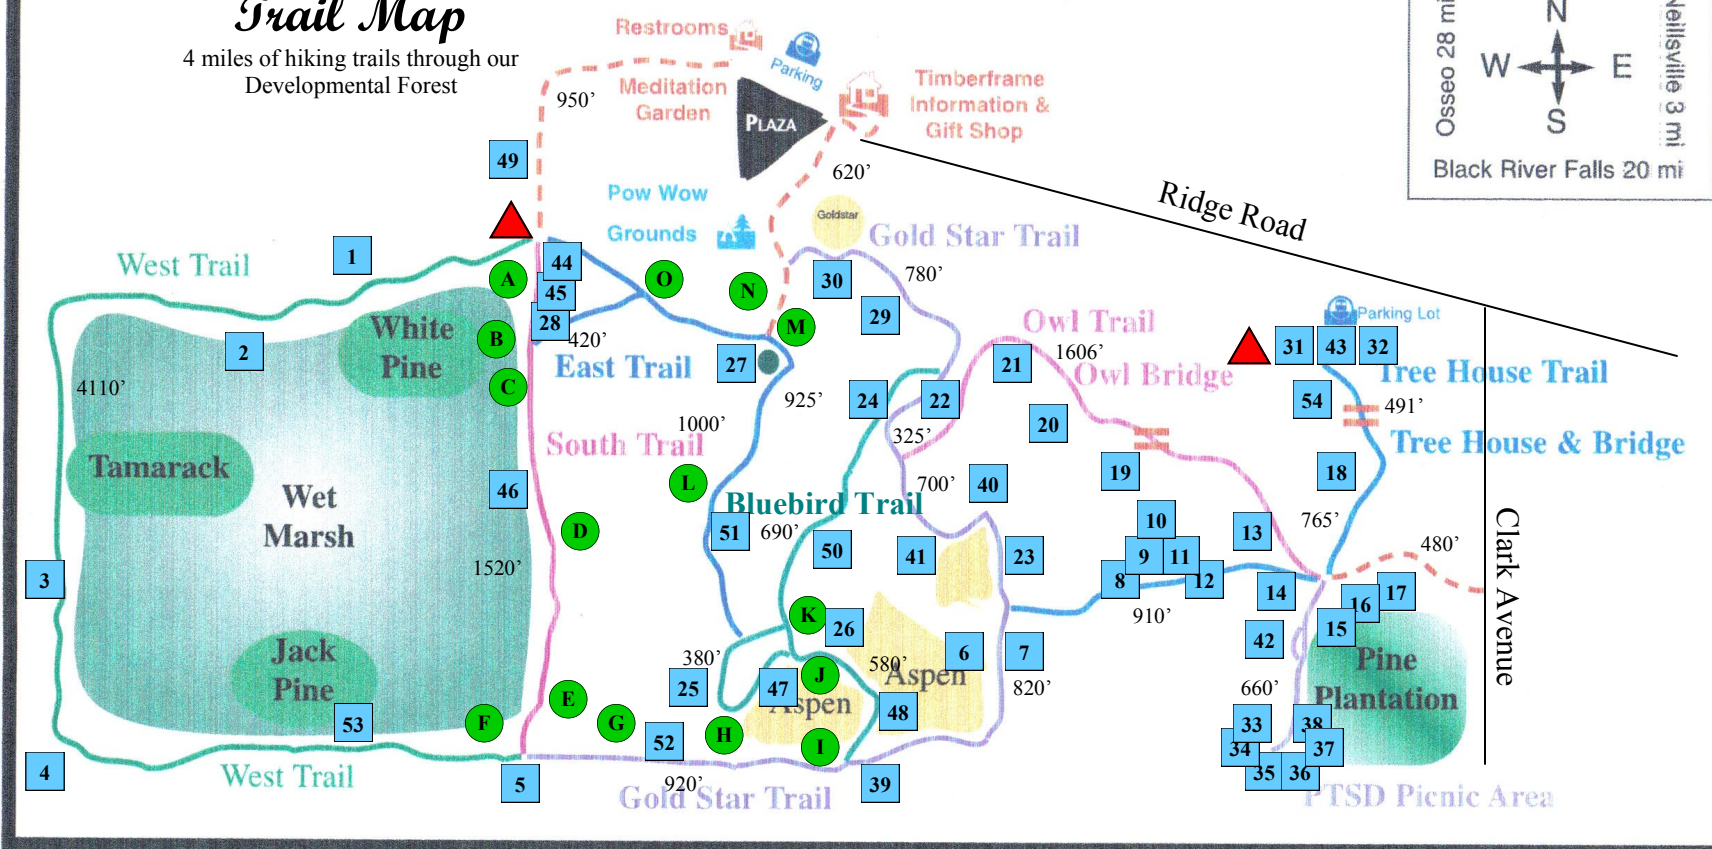 Trail Map
4 miles of hiking trails through our
Developmental Forest
Restrooms
Parking
Meditation
Garden
PLAZA
Timberframe
Information &
Gift Shop
950’
620’
Osseo 28 mi
N
W
E
S
Neillsville 3 mi
Black River Falls 20 mi
Ridge Road
49
Pow Wow
Grounds
Goldstar
Gold Star Trail
780’
West Trail
1
A
44
45
28
O
N
M
30
29
420’
White
Pine
2
B
C
East Trail
27
925’
4110’
Owl Trail
1606’
Owl Bridge
21
22
24
20
325’
Parking Lot
31
43
32
Tree House Trail
54
491’
Tree House & Bridge
1000’
South Trail
Tamarack
Wet
Marsh
46
L
D
Bluebird Trail
690’
51
50
700’
40
41
23
19
10
9
11
8
12
910’
13
18
765’
14
480’
Clark Avenue
17
16
15
42
3
1520’
K
26
6
7
820’
580’
Aspen
380’
25
47
J
Aspen
48
Jack
Pine
53
F
E
G
52
H
I
Pine
Plantation
660’
33
38
34
37
35
36
PTSD Picnic Area
4
West Trail
5
920’
Gold Star Trail
39